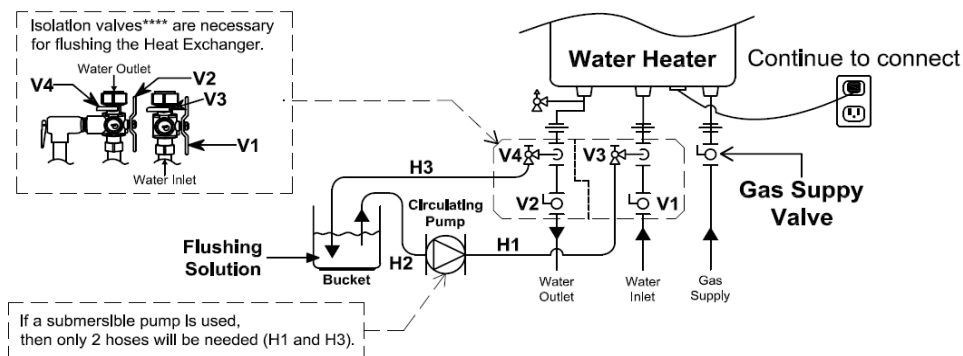 Isolation valves**** are necessary
for flushing the Heat Exchanger.
Water Outlet
V4
V2
V3
V1
Water Inlet
Water Heater
Continue to connect
V4
V3
H3
V2
V1
Gas Suppy
Valve
Circulating
Pump
Flushing
Solution
H2
H1
Bucket
Water
Outlet
Water
Inlet
Gas
Supply
If a submersible pump is used,
then only 2 hoses will be needed (H1 and H3).